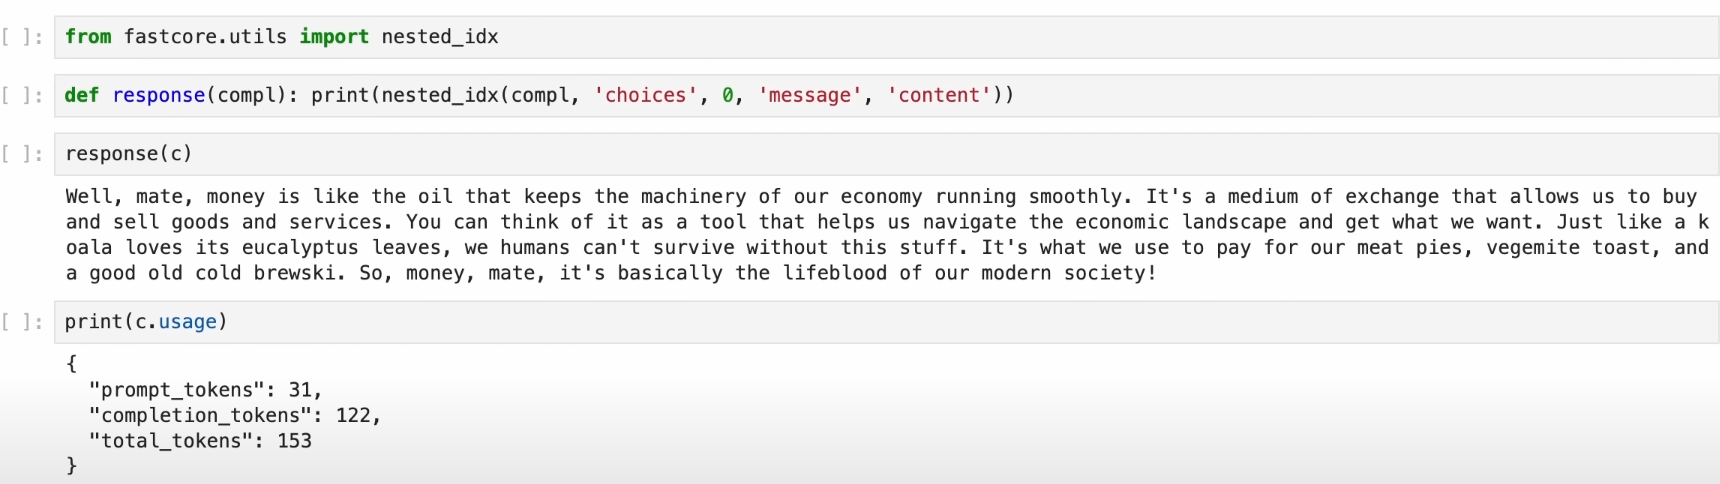 [ ]: from fastcore.utils import nested_idx
[ ]: def response(compl): print(nested_idx(compl, 'choices', 0, 'message', 'content'))
[ ]: response(c)
Well, mate, money is like the oil that keeps the machinery of our economy running smoothly. It's a medium of exchange that allows us to buy
and sell goods and services. You can think of it as a tool that helps us navigate the economic landscape and get what we want. Just like a k
oala loves its eucalyptus leaves, we humans can't survive without this stuff. It's what we use to pay for our meat pies, vegemite toast, and
a good old cold brewski. So, money, mate, it's basically the lifeblood of our modern society!
[ ]: print(c.usage)
{
  "prompt_tokens": 31,
  "completion_tokens": 122,
  "total_tokens": 153
}